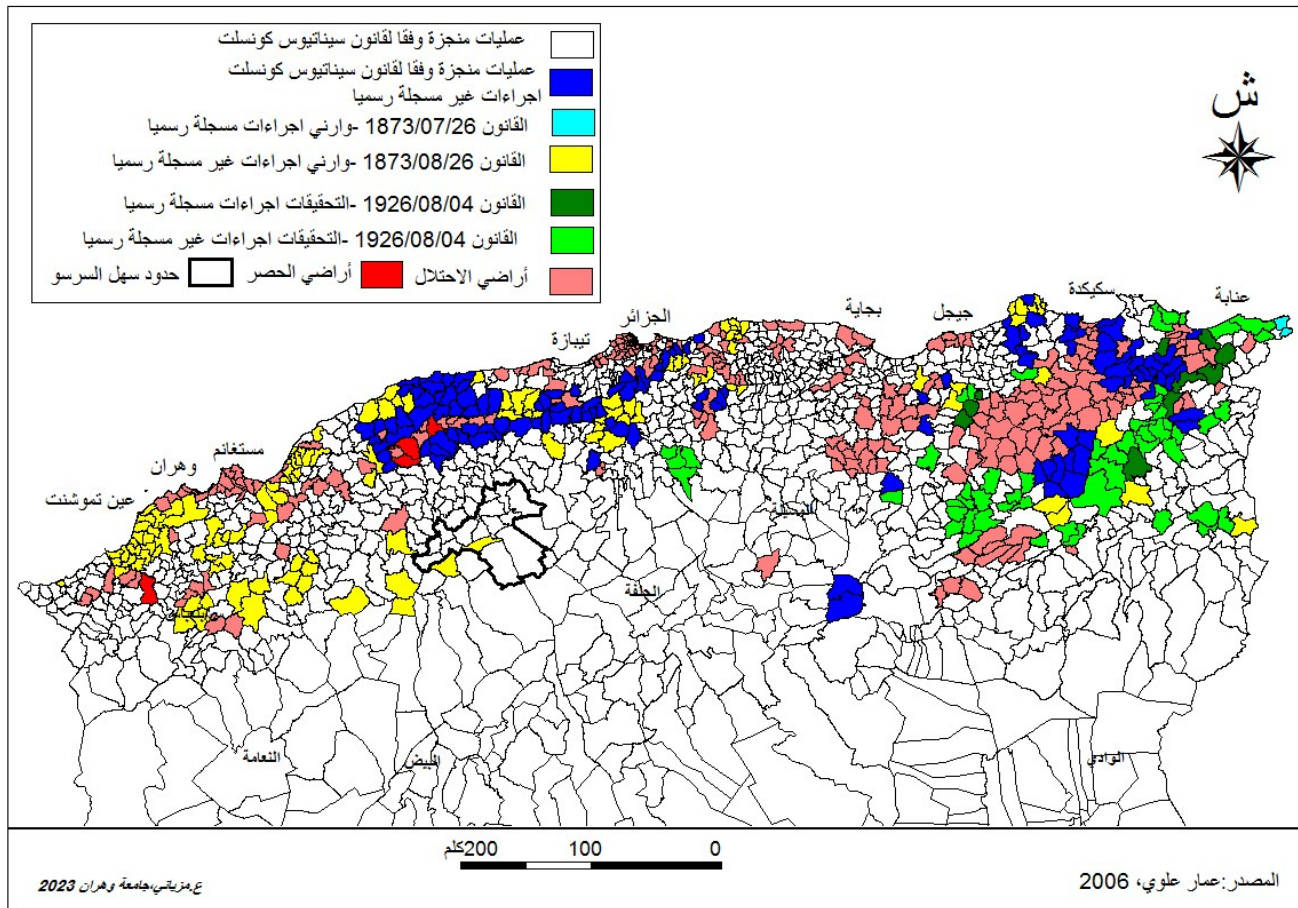 عمليات منجزة وفقا لقانون سيناتيوس كونسلت
عمليات منجزة وفقا لقانون سيناتيوس كونسلت
اجراءات غير مسجلة رسميا
القانون 1873/07/26 -وارني اجراءات مسجلة رسميا
القانون 1873/08/26 -وارني اجراءات غير مسجلة رسميا
القانون 1926/08/04 -التحقيقات اجراءات مسجلة رسميا
القانون 1926/08/04 -التحقيقات اجراءات غير مسجلة رسميا
أراضي الاحتلال أراضي الحصر حدود سهل السرسو
ش
عنابة
سكيكدة
جيجل
بجاية
الجزائر
تيبازة
مستغانم
وهران
عين تموشنت
الجلفة
الوادي
البيض
النعامة
200كلم 100 0
المصدر:عمار علوي، 2006
ع.مزياني،جامعة وهران 2023